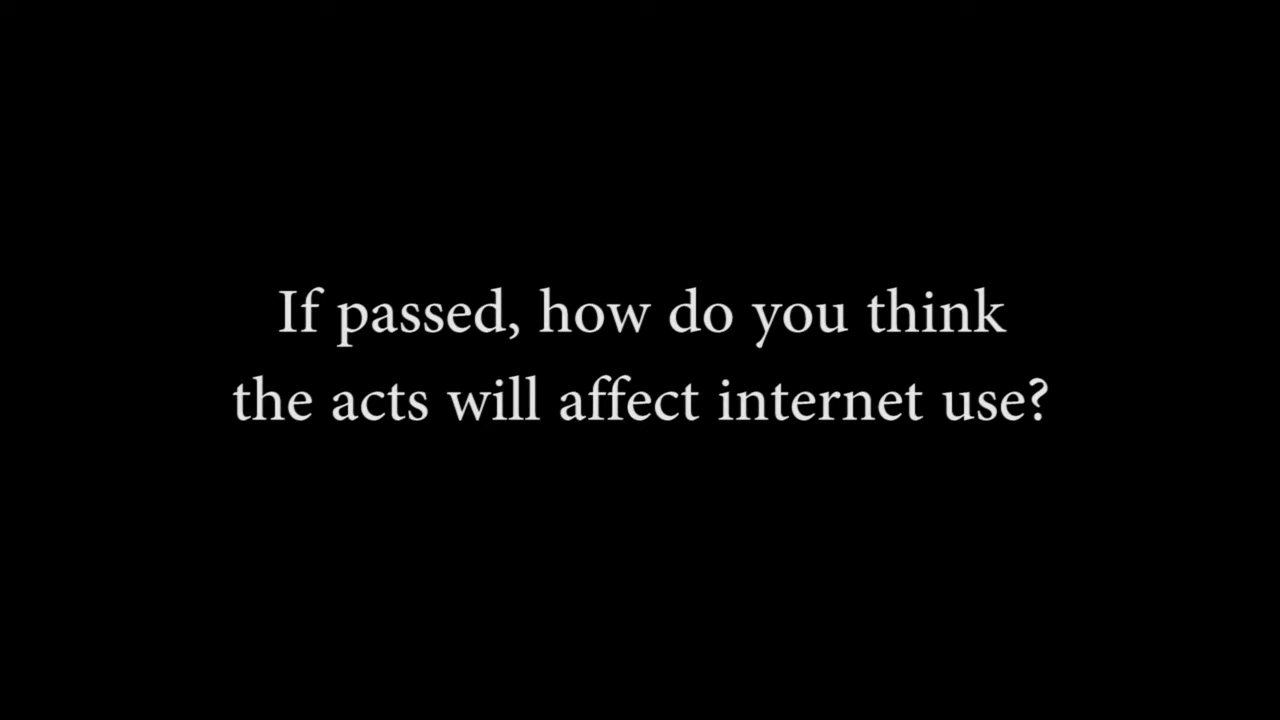 If passed, how do you think
the acts will affect internet use?